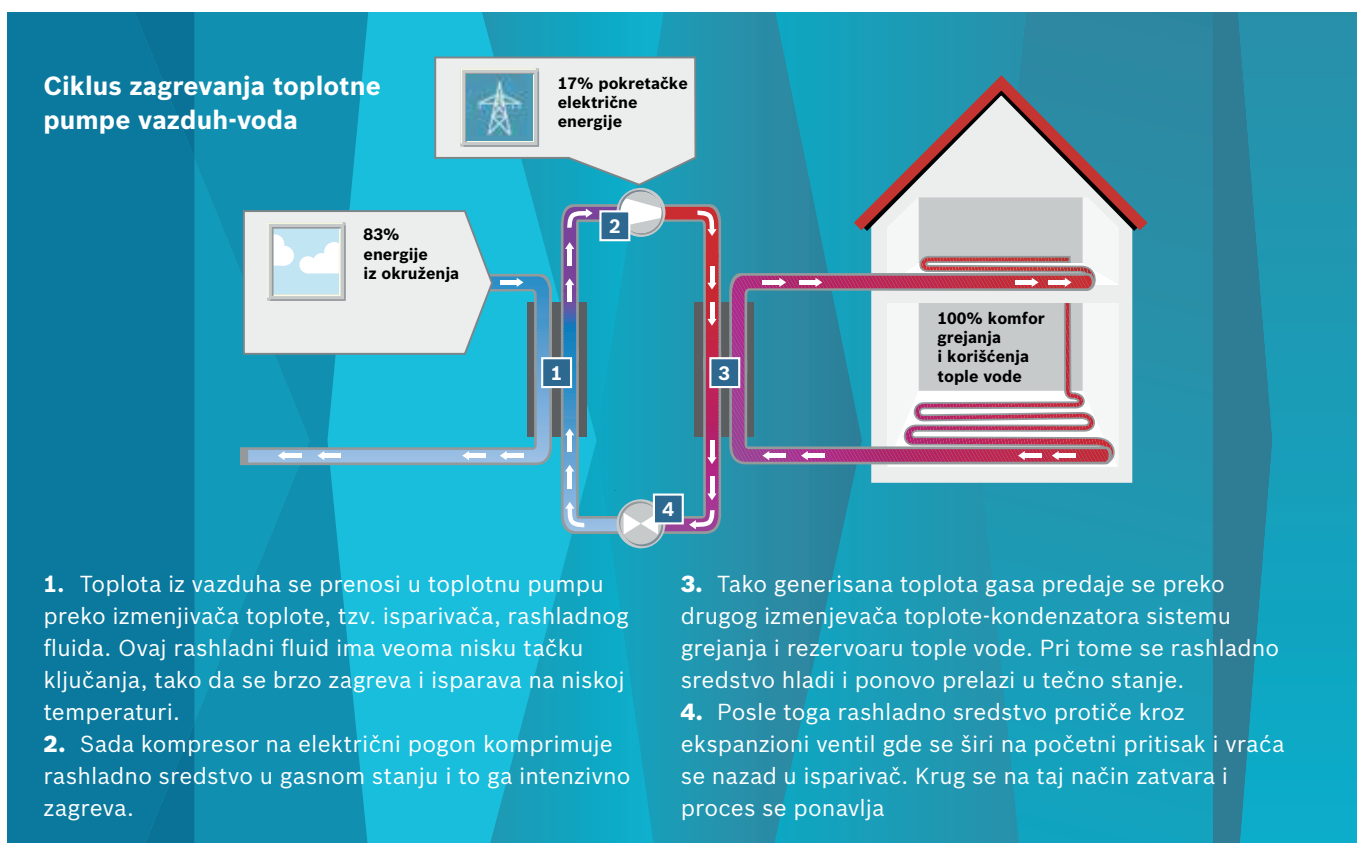 Ciklus zagrevanja toplotne
pumpe vazduh-voda
17% pokretačke
električne
energije
83%
energije
iz okruženja
2
1
3
4
100% komfor
grejanja
i korišćenja
tople vode
1. Toplota iz vazduha se prenosi u toplotnu pumpu
preko izmenjivača toplote, tzv. isparivača, rashladnog
fluida. Ovaj rashladni fluid ima veoma nisku tačku
ključanja, tako da se brzo zagreva i isparava na niskoj
temperaturi.
2. Sada kompresor na električni pogon komprimuje
rashladno sredstvo u gasnom stanju i to ga intenzivno
zagreva.
3. Tako generisana toplota gasa predaje se preko
drugog izmenjevača toplote-kondenzatora sistemu
grejanja i rezervoaru tople vode. Pri tome se rashladno
sredstvo hladi i ponovo prelazi u tečno stanje.
4. Posle toga rashladno sredstvo protiče kroz
ekspanzioni ventil gde se širi na početni pritisak i vraća
se nazad u isparivač. Krug se na taj način zatvara i
proces se ponavlja